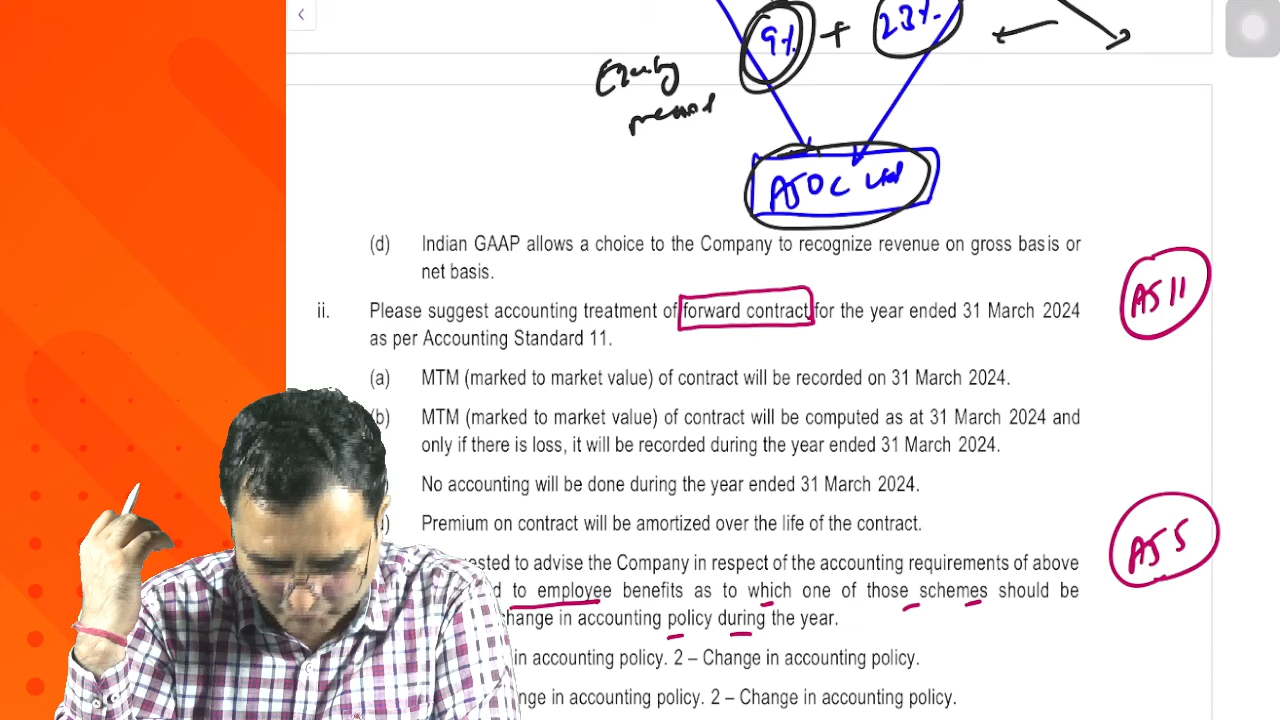 9% + 23%
Equity
ASOC Ltd
(d) Indian GAAP allows a choice to the Company to recognize revenue on gross basis or
net basis.
ii. Please suggest accounting treatment of forward contract for the year ended 31 March 2024
as per Accounting Standard 11.
AS 11
(a) MTM (marked to market value) of contract will be recorded on 31 March 2024.
(b) MTM (marked to market value) of contract will be computed as at 31 March 2024 and
only if there is loss, it will be recorded during the year ended 31 March 2024.
No accounting will be done during the year ended 31 March 2024.
) Premium on contract will be amortized over the life of the contract.
ested to advise the Company in respect of the accounting requirements of above
d to employee benefits as to which one of those schemes should be
hange in accounting policy during the year.
AS 5
in accounting policy. 2 – Change in accounting policy.
nge in accounting policy. 2 – Change in accounting policy.